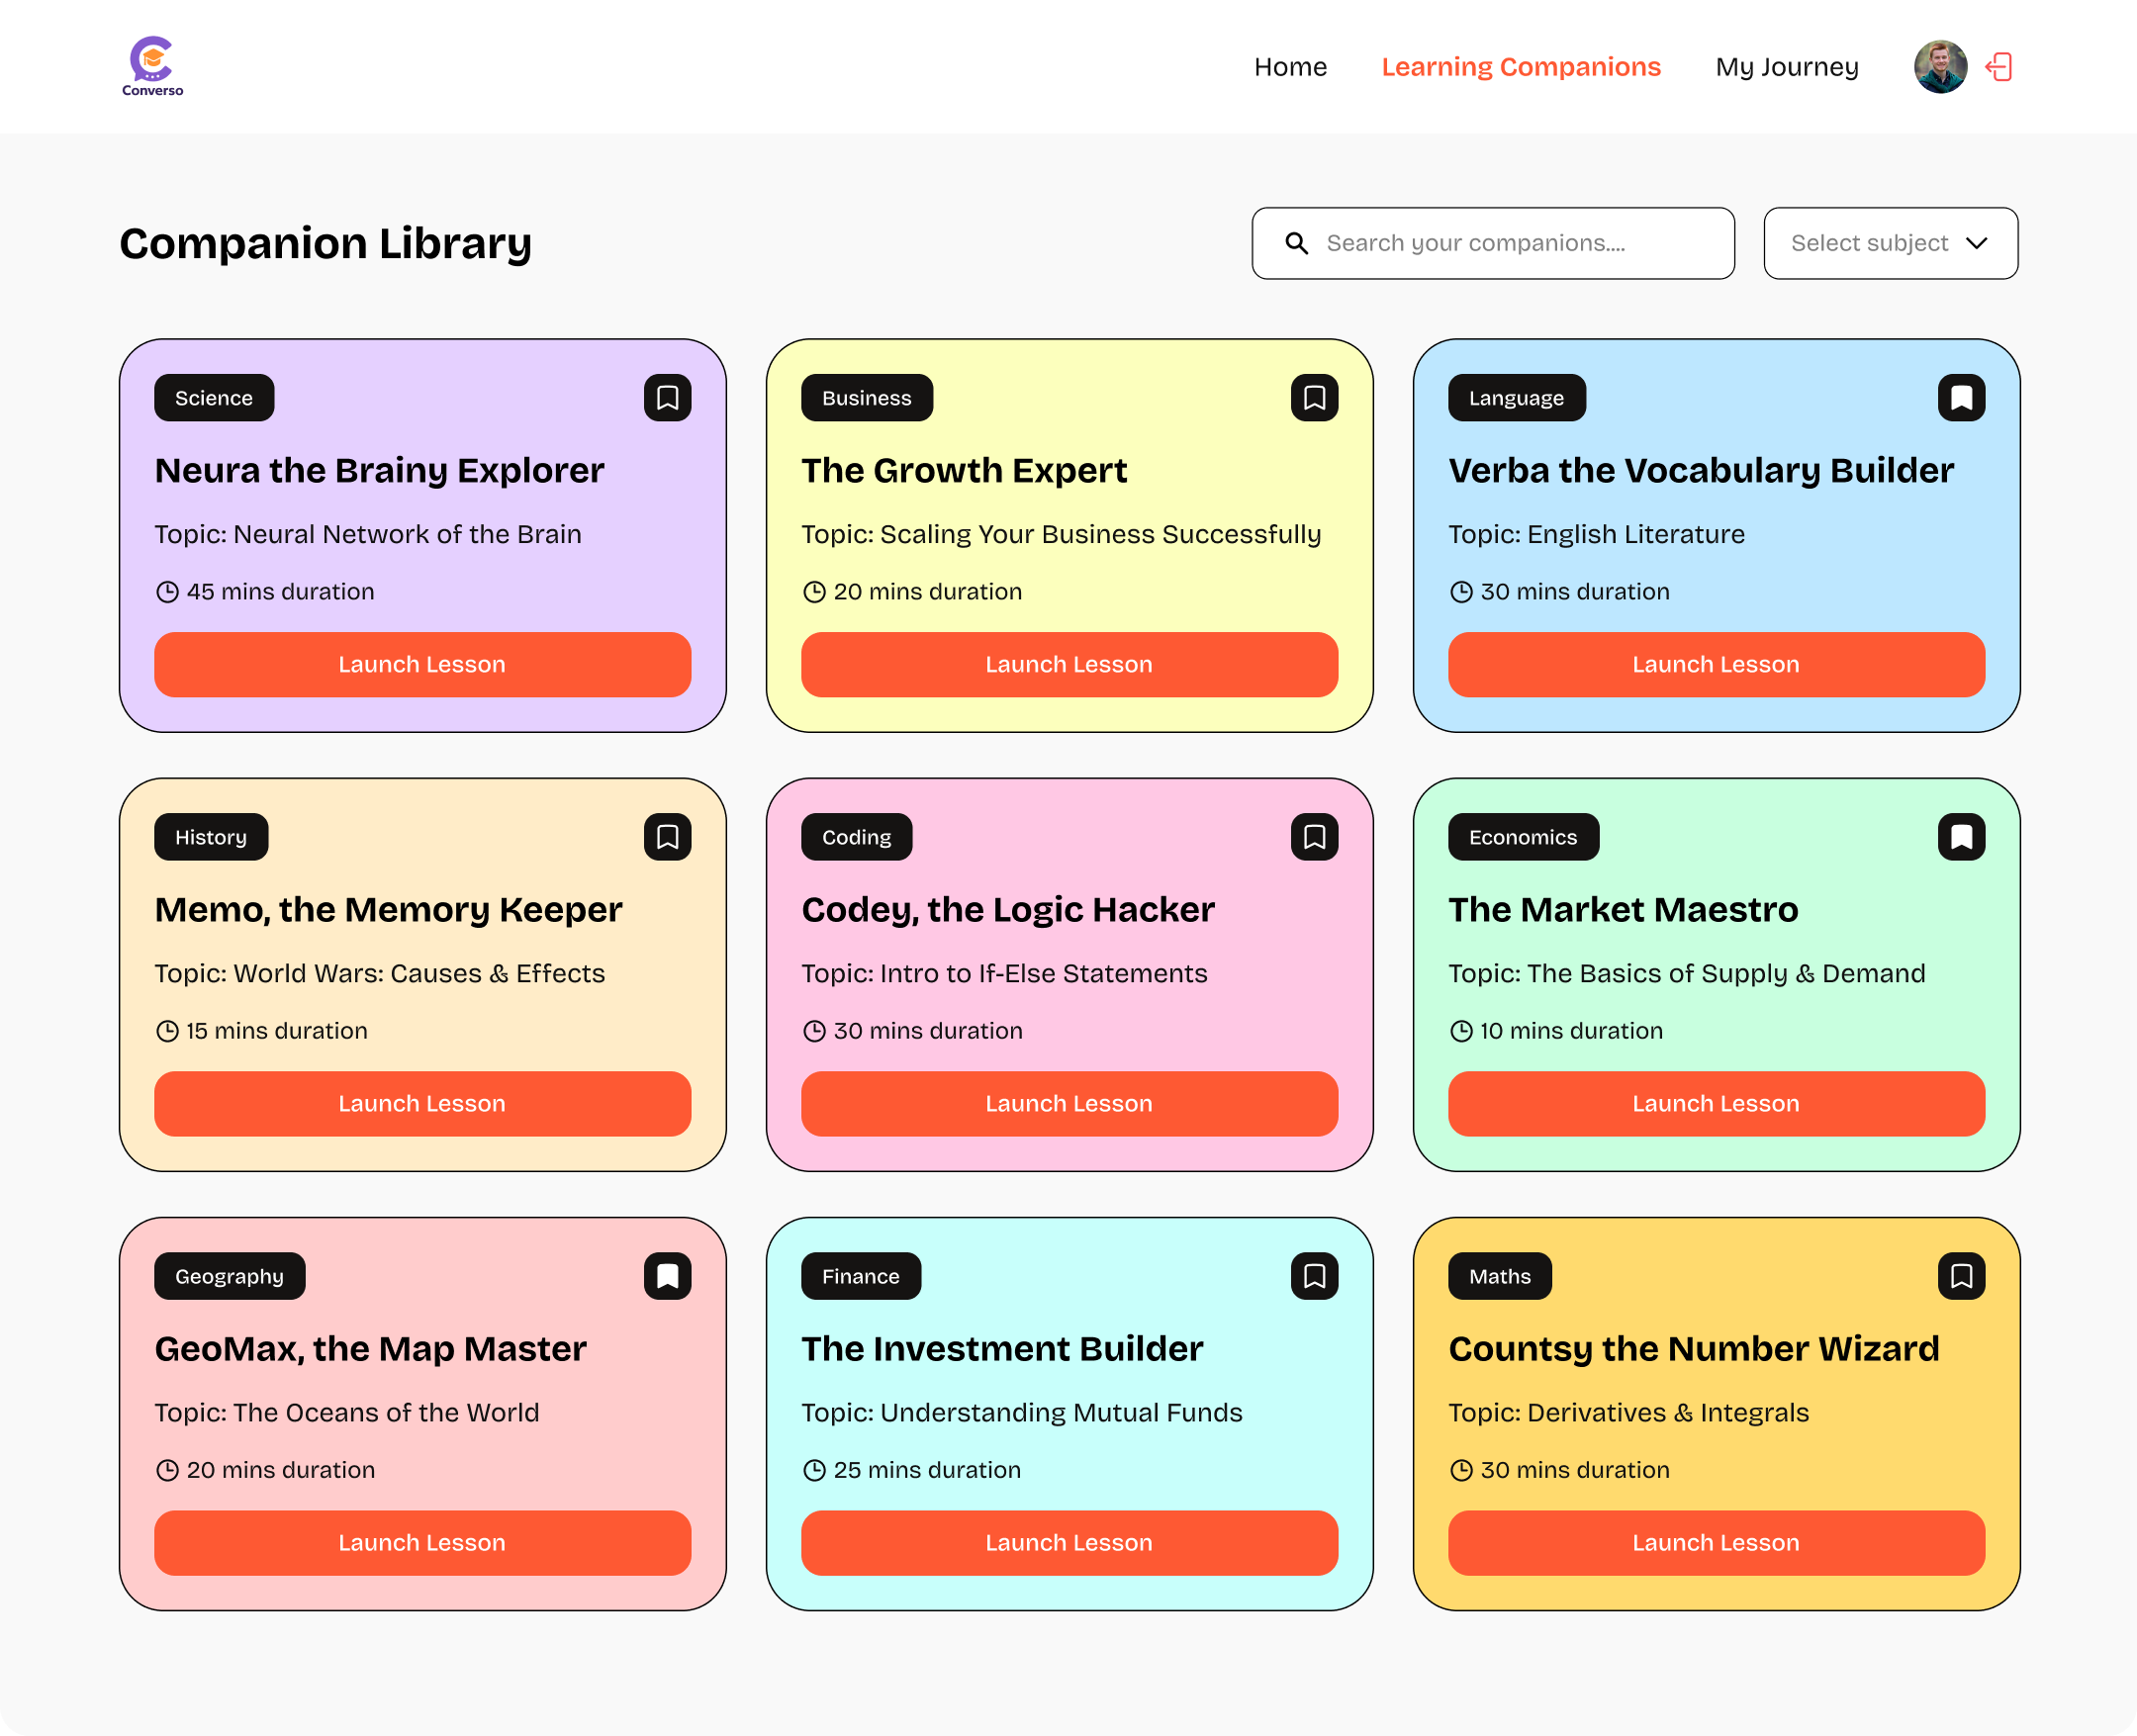 Converso
Home
Learning Companions
My Journey
Companion Library
Search your companions....
Select subject
Science
Neura the Brainy Explorer
Topic: Neural Network of the Brain
45 mins duration
Launch Lesson
Business
The Growth Expert
Topic: Scaling Your Business Successfully
20 mins duration
Launch Lesson
Language
Verba the Vocabulary Builder
Topic: English Literature
30 mins duration
Launch Lesson
History
Memo, the Memory Keeper
Topic: World Wars: Causes & Effects
15 mins duration
Launch Lesson
Coding
Codey, the Logic Hacker
Topic: Intro to If-Else Statements
30 mins duration
Launch Lesson
Economics
The Market Maestro
Topic: The Basics of Supply & Demand
10 mins duration
Launch Lesson
Geography
GeoMax, the Map Master
Topic: The Oceans of the World
20 mins duration
Launch Lesson
Finance
The Investment Builder
Topic: Understanding Mutual Funds
25 mins duration
Launch Lesson
Maths
Countsy the Number Wizard
Topic: Derivatives & Integrals
30 mins duration
Launch Lesson